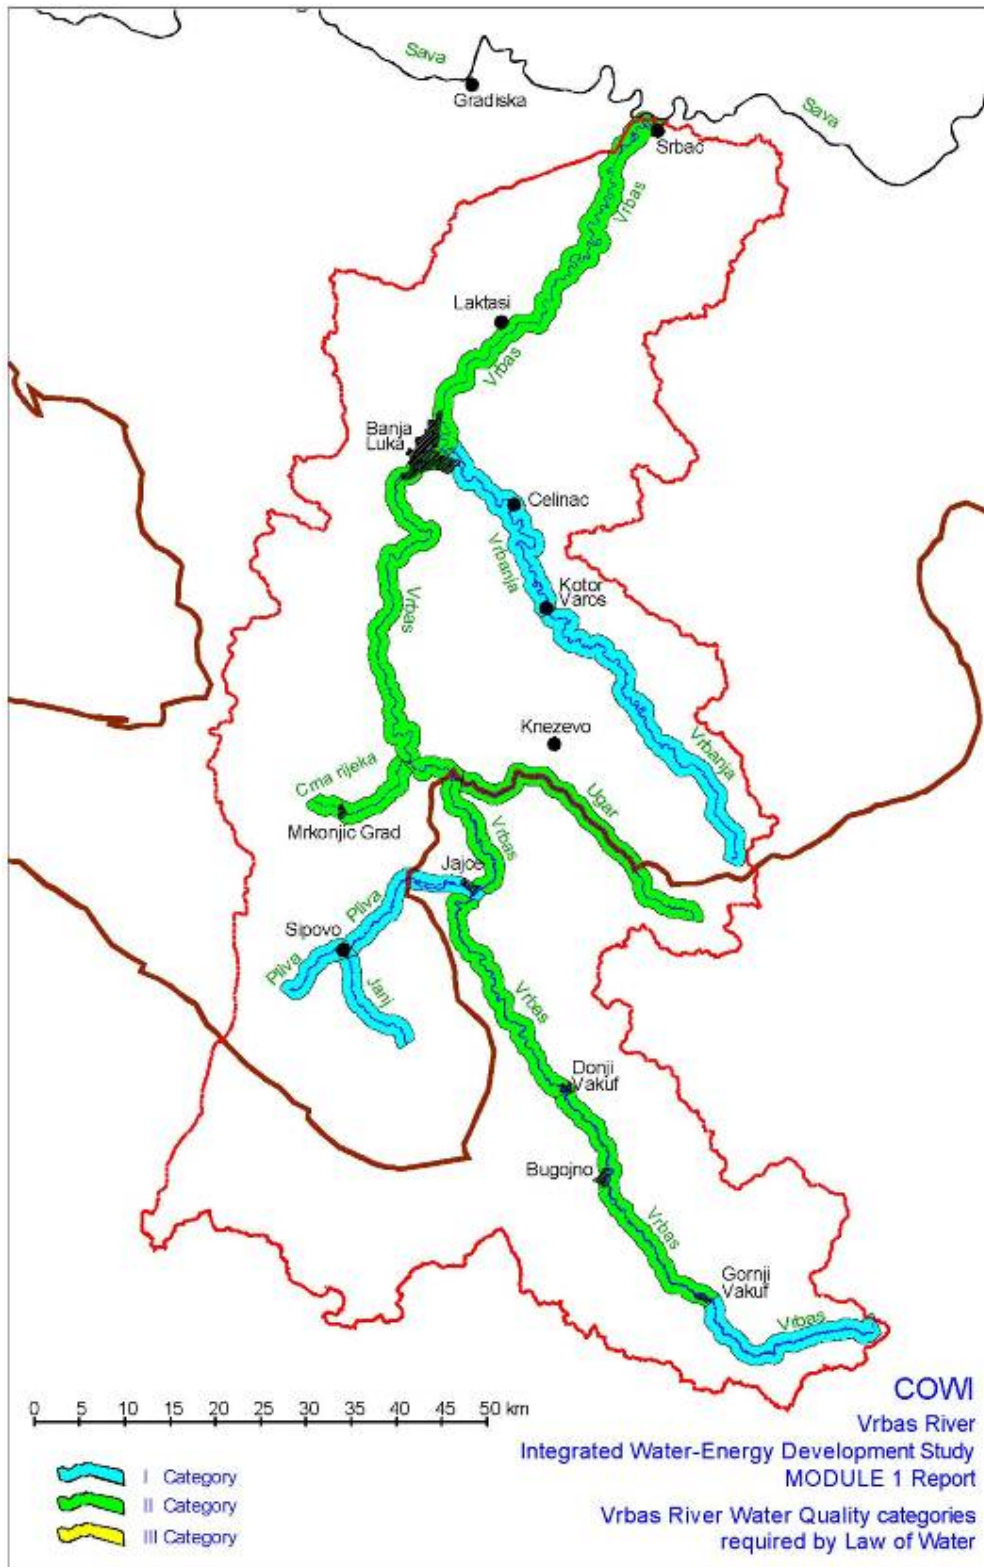 Sava
Gradiska
Sava
Srbac
Vrbas
Laktasi
Vrbas
Banja
Luka
Celinac
Vrbanja
Kotor
Varos
Vrbas
Knezevo
Vrbanja
Crna rijeka
Ugar
Mrkonjic Grad
Vrbas
Jajce
Pliva
Sipovo
Pliva
Janj
Vrbas
Donji
Vakuf
Bugojno
Vrbas
Gornji
Vakuf
Vrbas
COWI
0 5 10 15 20 25 30 35 40 45 50 km
Vrbas River
Integrated Water-Energy Development Study
MODULE 1 Report
I Category
II Category
III Category
Vrbas River Water Quality categories
required by Law of Water